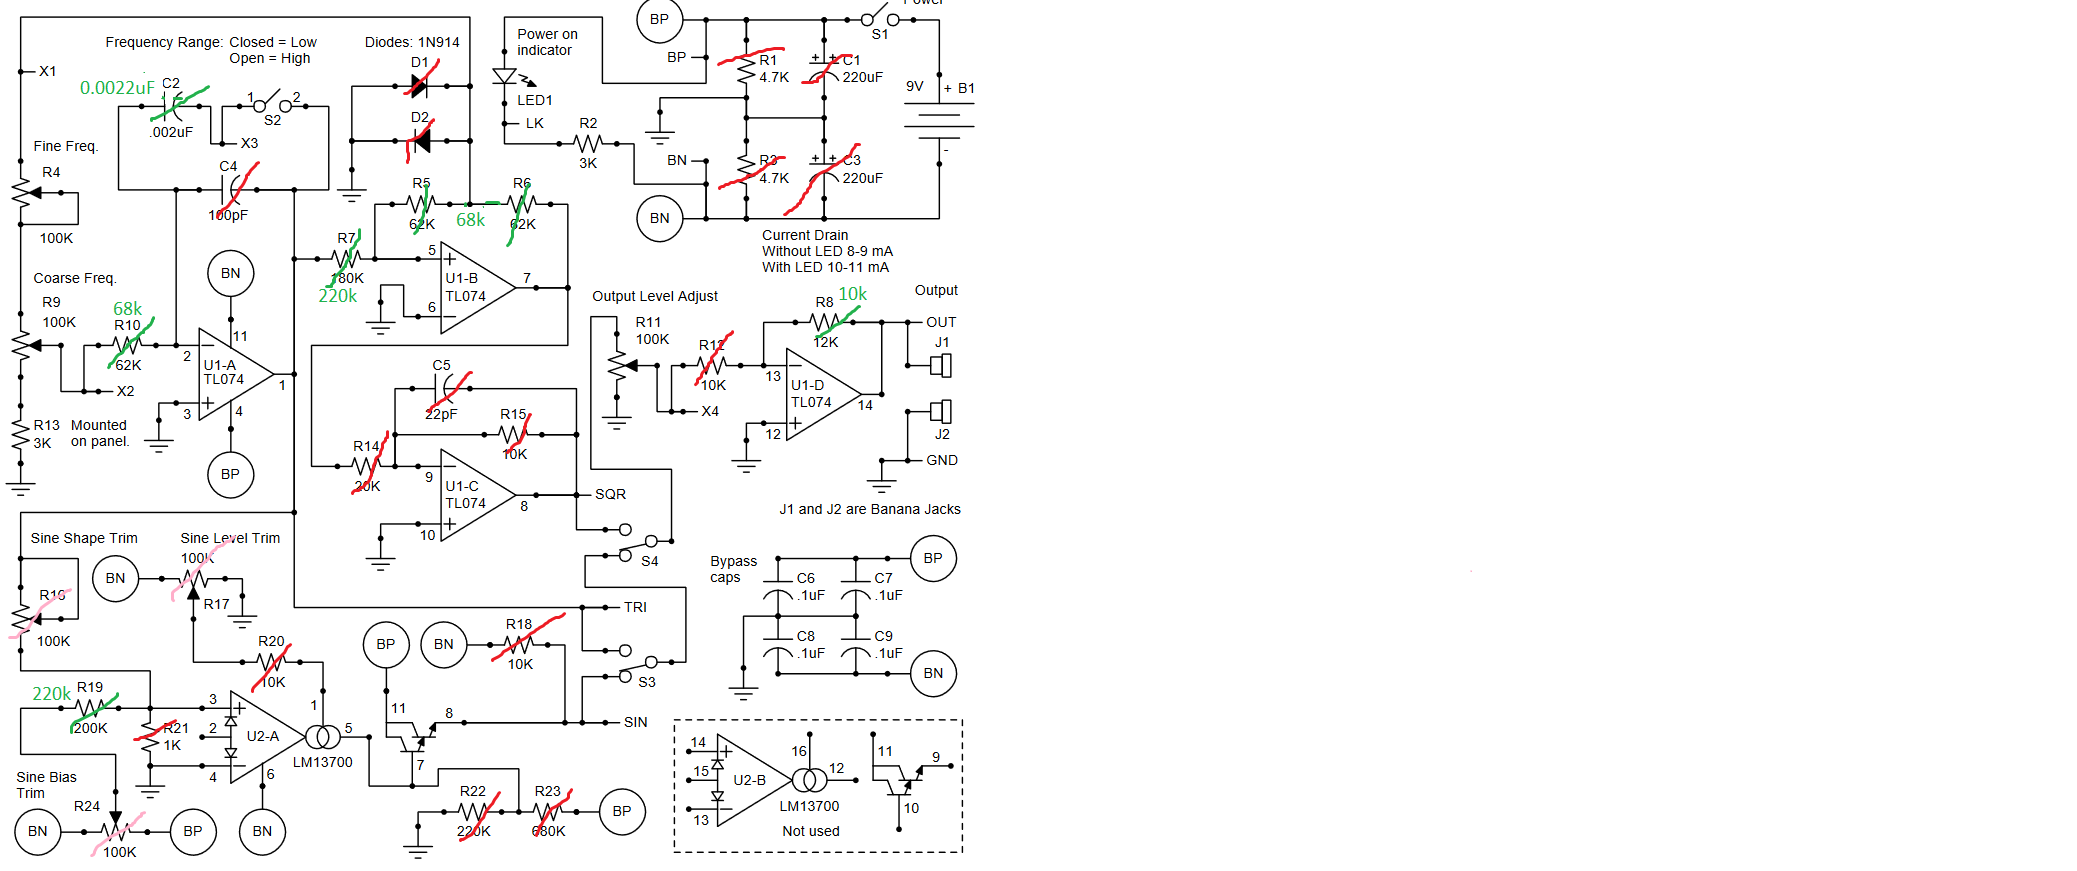 Power
BP
S1
Frequency Range: Closed = Low
Open = High
Diodes: 1N914
Power on
indicator
X1
BP
R1
4.7K
C1
220uF
9V
+ B1
-
0.0022uF
C2
.002uF
1
2
S2
X3
D1
D2
LED1
LK
R2
3K
BN
R3
4.7K
C3
220uF
BN
Current Drain
Without LED 8-9 mA
With LED 10-11 mA
Fine Freq.
R4
100K
C4
100pF
R5
62K
68k
R6
62K
R7
180K
220k
5
6
7
U1-B
TL074
Coarse Freq.
R9
100K
68k
R10
62K
X2
BN
11
2
3
4
1
U1-A
TL074
BP
R13
3K
Mounted
on panel.
Output Level Adjust
R11
100K
R12
10K
X4
R8
10k
12K
13
12
14
U1-D
TL074
Output
OUT
J1
J2
GND
J1 and J2 are Banana Jacks
C5
22pF
R15
10K
R14
20K
9
10
8
U1-C
TL074
SQR
S4
Sine Shape Trim
Sine Level Trim
100K
BN
R17
R16
100K
TRI
S3
SIN
Bypass
caps
C6
.1uF
C7
.1uF
C8
.1uF
C9
.1uF
BP
BN
R20
10K
BP
BN
R18
10K
220k
R19
200K
R21
1K
3
2
4
1
5
6
U2-A
LM13700
11
8
7
Sine Bias
Trim
R24
100K
BN
BP
BN
R22
220K
R23
680K
BP
14
15
13
16
12
U2-B
LM13700
11
9
10
Not used